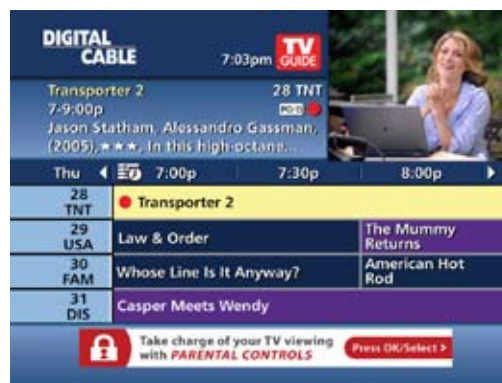 DIGITAL
CABLE
7:03pm
TV
GUIDE
Transporter 2 28 TNT
7-9:00p PG-13
Jason Statham, Alessandro Gassman,
(2005),★★★, In this high-octane...
Thu 7:00p 7:30p 8:00p
28
TNT
Transporter 2
29
USA
Law & Order
The Mummy
Returns
30
FAM
Whose Line Is It Anyway?
American Hot
Rod
31
DIS
Casper Meets Wendy
Take charge of your TV viewing
with PARENTAL CONTROLS
Press OK/Select >